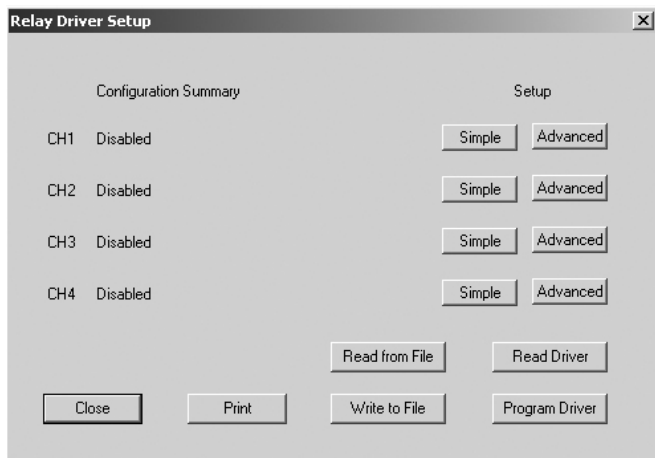 Relay Driver Setup
Configuration Summary Setup
CH1 Disabled Simple Advanced
CH2 Disabled Simple Advanced
CH3 Disabled Simple Advanced
CH4 Disabled Simple Advanced
Read from File Read Driver
Close Print Write to File Program Driver